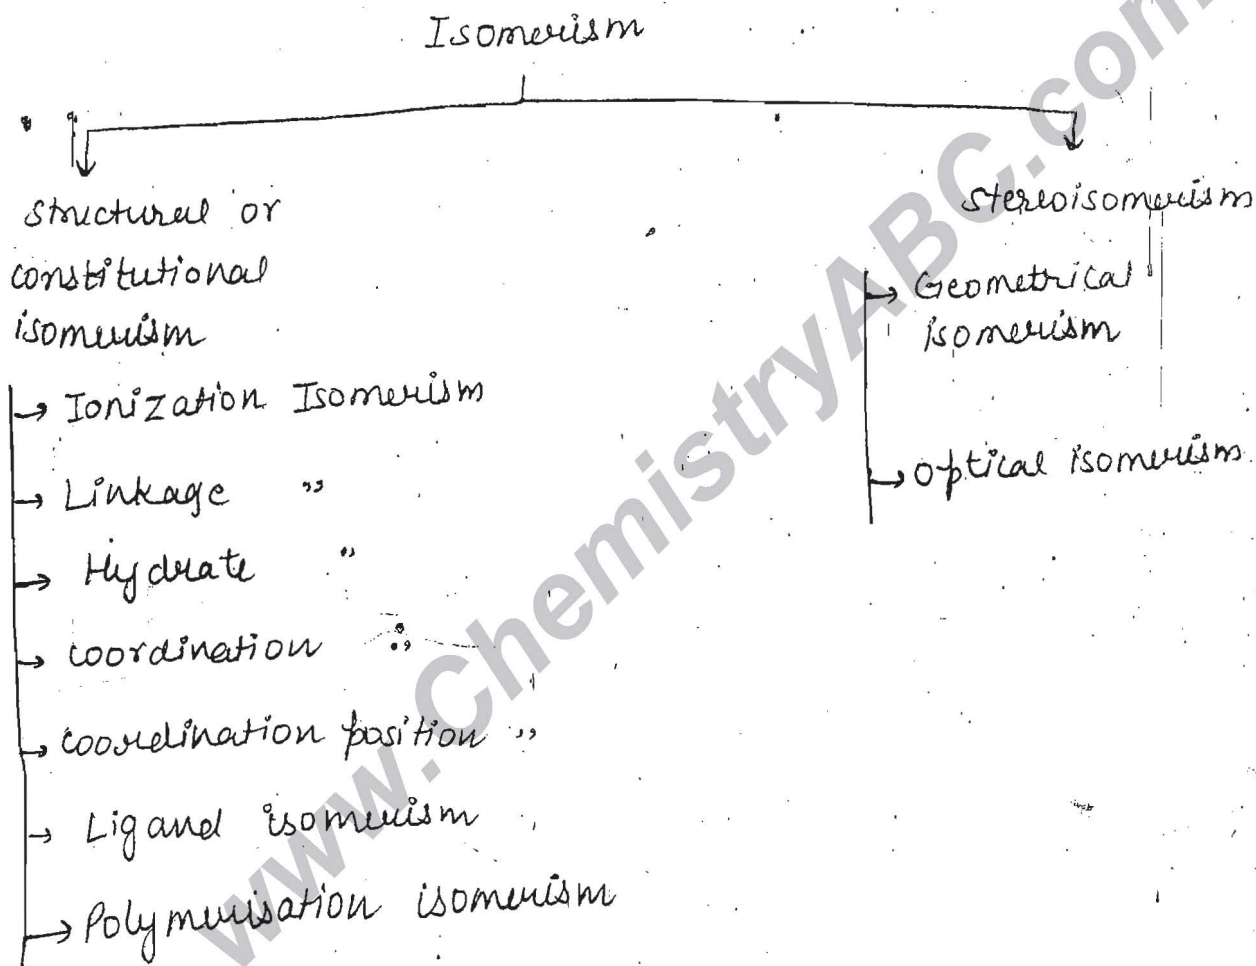 Isomerism
structural or
constitutional
isomerism
→ Ionization Isomerism
→ Linkage "
→ Hydrate "
→ coordination "
→ coordination position "
→ Ligand isomerism
→ Polymerisation isomerism
stereoisomerism
→ Geometrical
isomerism
→ optical isomerism
www.ChemistryABC.com